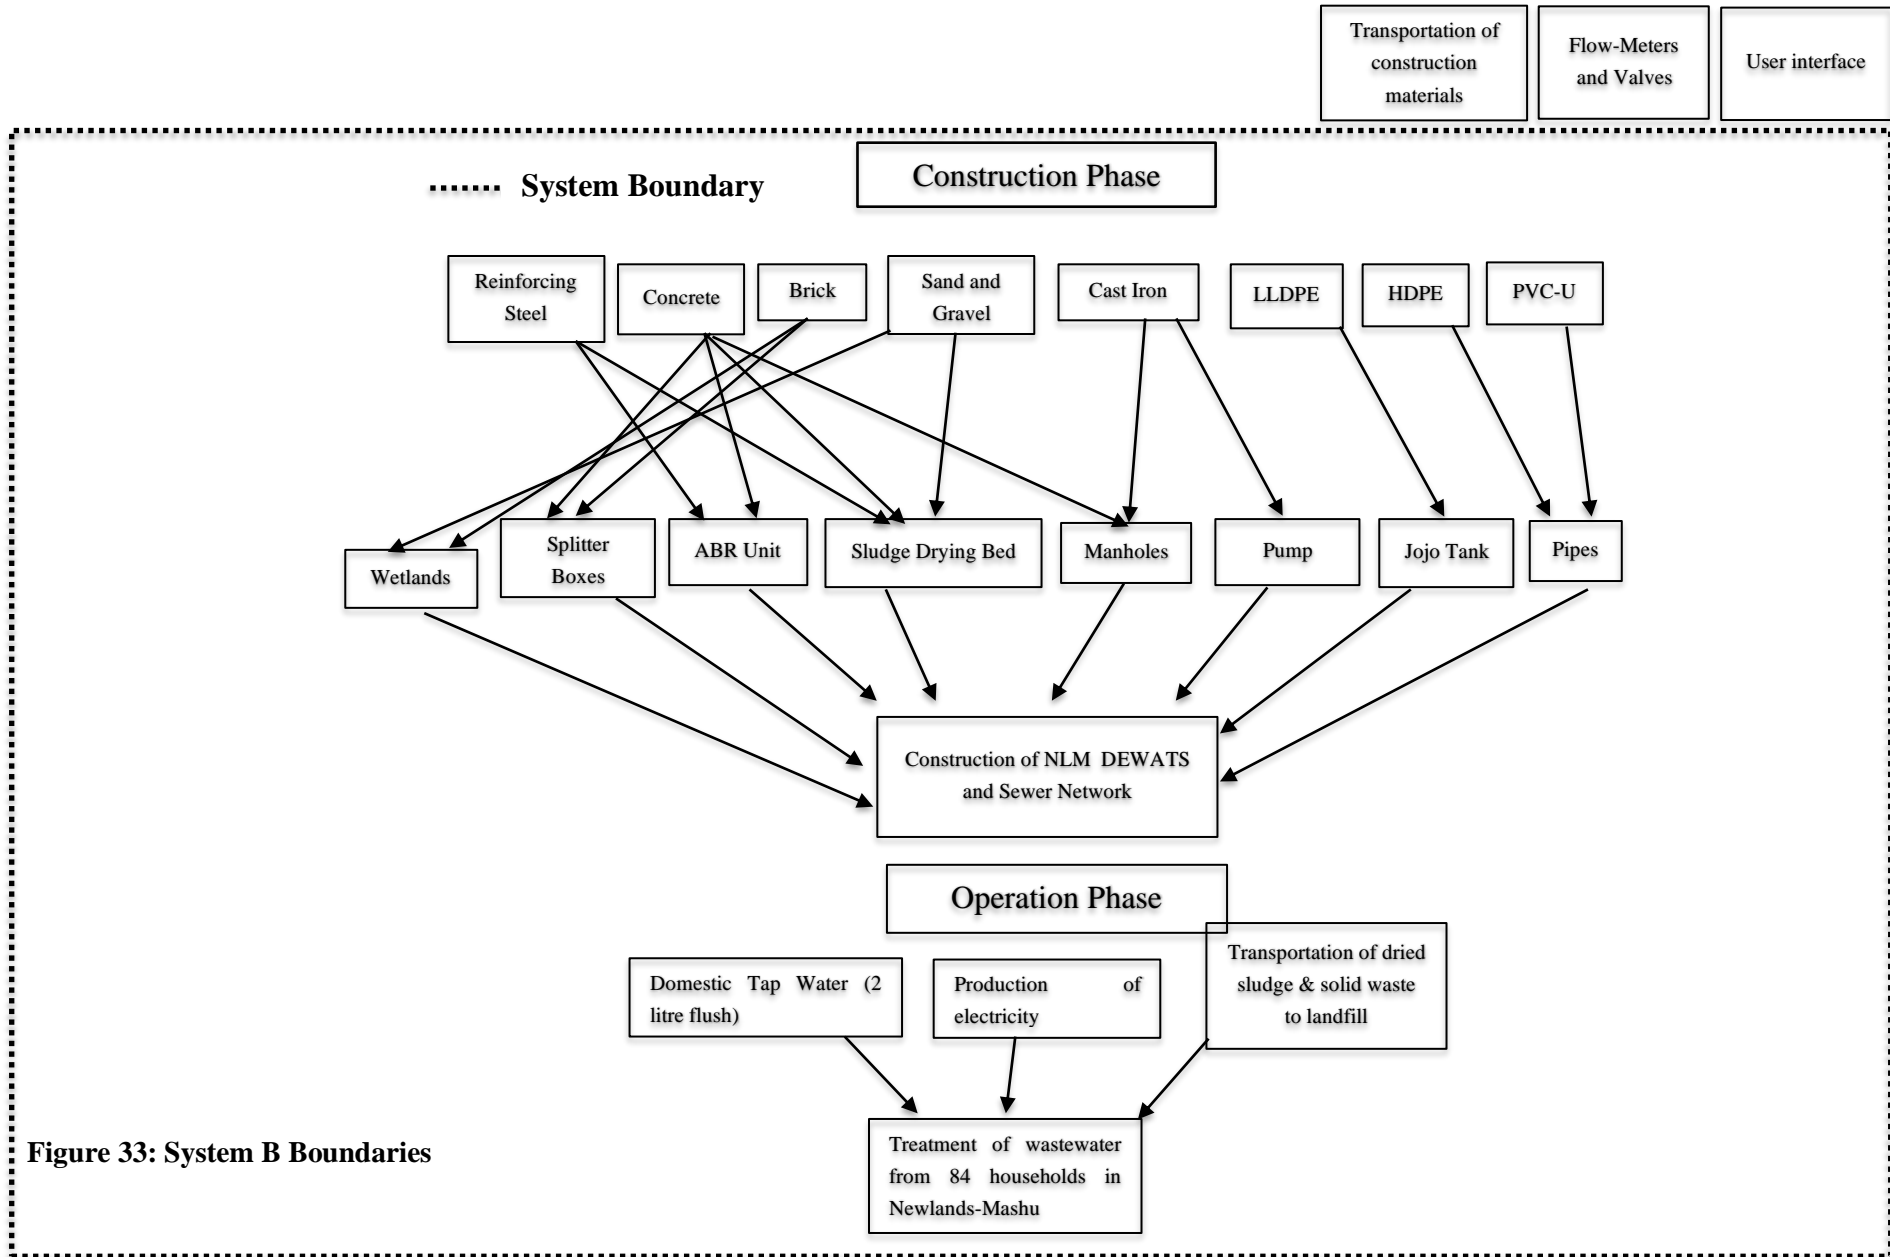 Transportation of
construction
materials
Flow-Meters
and Valves
User interface
System Boundary
Construction Phase
Reinforcing
Steel
Concrete
Brick
Sand and
Gravel
Cast Iron
LLDPE
HDPE
PVC-U
Wetlands
Splitter
Boxes
ABR Unit
Sludge Drying Bed
Manholes
Pump
Jojo Tank
Pipes
Construction of NLM DEWATS
and Sewer Network
Operation Phase
Domestic Tap Water (2
litre flush)
Production of
electricity
Transportation of dried
sludge & solid waste
to landfill
Treatment of wastewater
from 84 households in
Newlands-Mashu
Figure 33: System B Boundaries